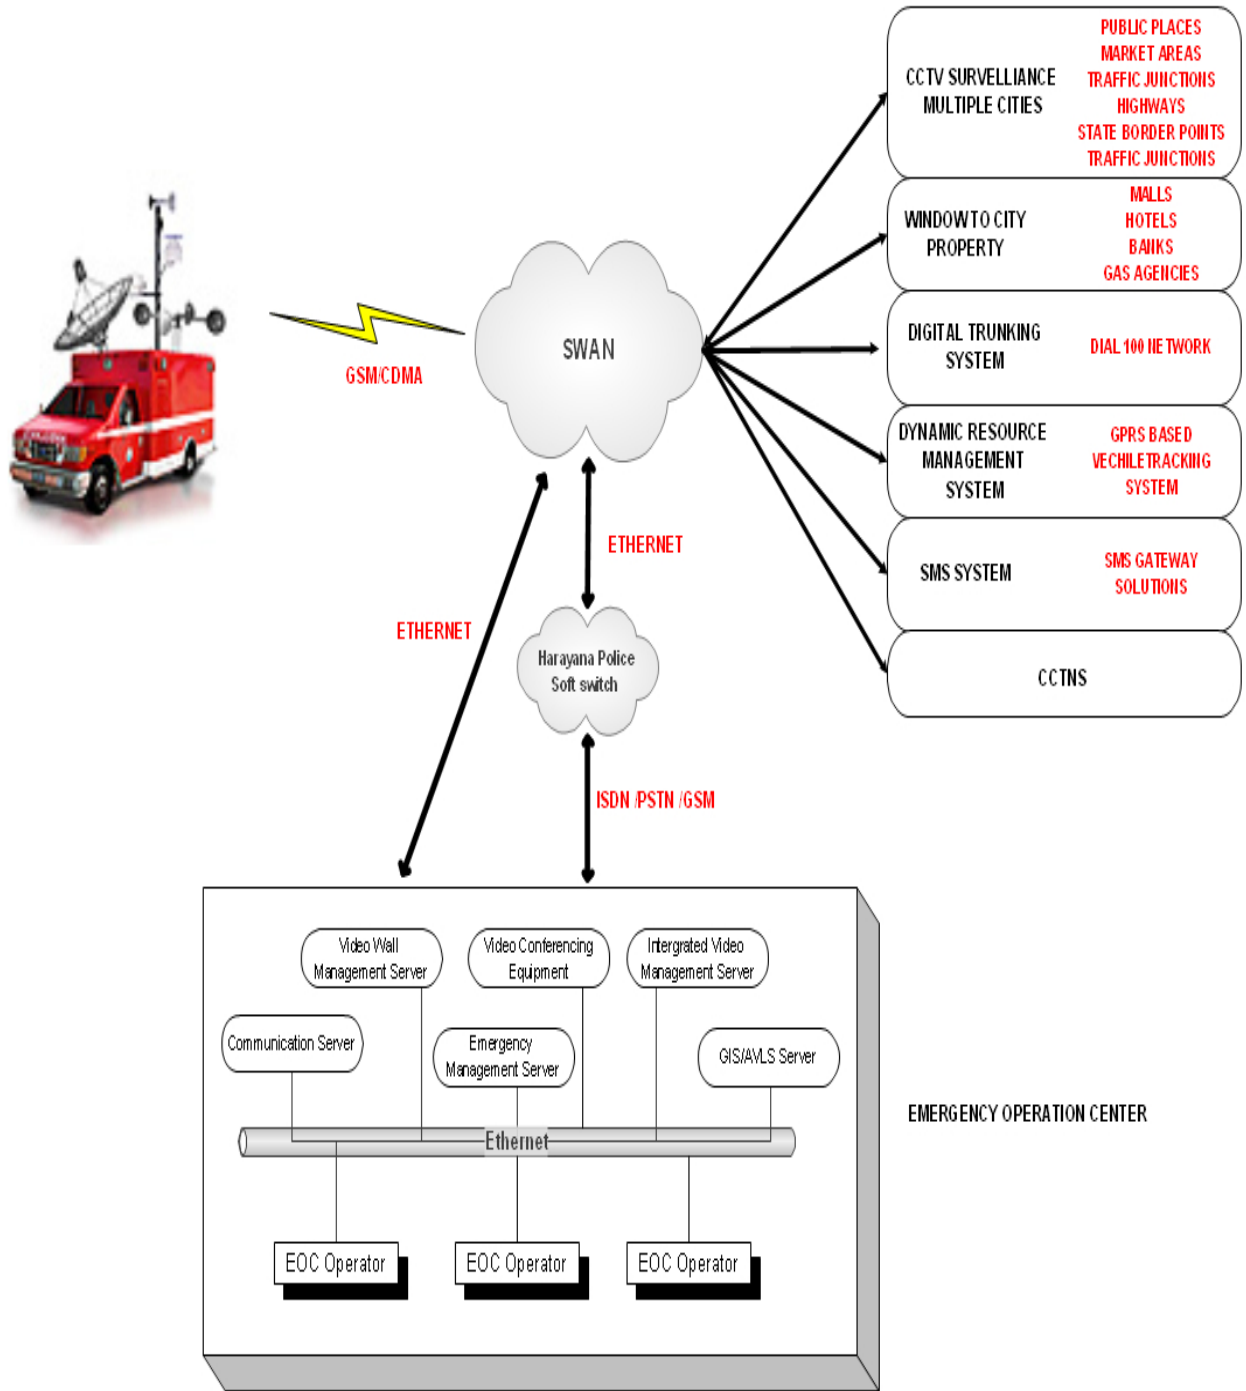 CCTV SURVELLIANCE
MULTIPLE CITIES
PUBLIC PLACES
MARKET AREAS
TRAFFIC JUNCTIONS
HIGHWAYS
STATE BORDER POINTS
TRAFFIC JUNCTIONS
WINDOW TO CITY
PROPERTY
MALLS
HOTELS
BANKS
GAS AGENCIES
DIGITAL TRUNKING
SYSTEM
DIAL 100 NETWORK
DYNAMIC RESOURCE
MANAGEMENT
SYSTEM
GPRS BASED
VECHILETRACKING
SYSTEM
SMS SYSTEM
SMS GATEWAY
SOLUTIONS
CCTNS
SWAN
GSM/CDMA
ETHERNET
ETHERNET
Harayana Police
Soft switch
ISDN /PSTN /GSM
Video Wall
Management Server
Video Conferencing
Equipment
Intergrated Video
Management Server
Communication Server
Emergency
Management Server
GIS/AVLS Server
Ethernet
EOC Operator
EOC Operator
EOC Operator
EMERGENCY OPERATION CENTER